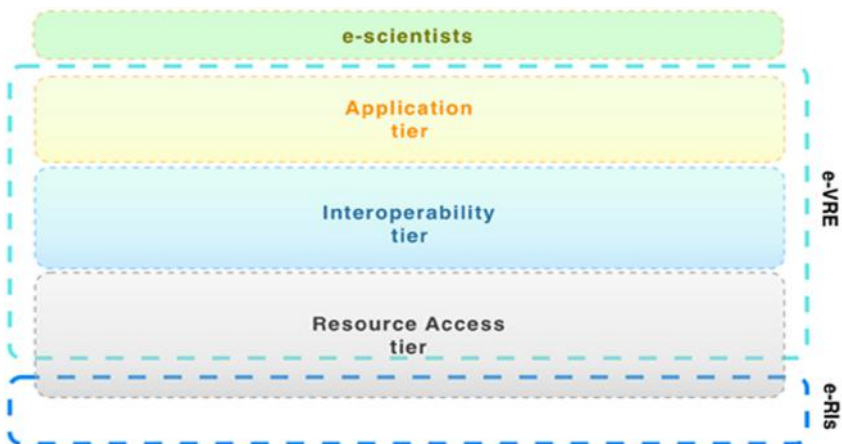 e-scientists
Application
tier
Interoperability
tier
Resource Access
tier
e-VRE
e-RIs